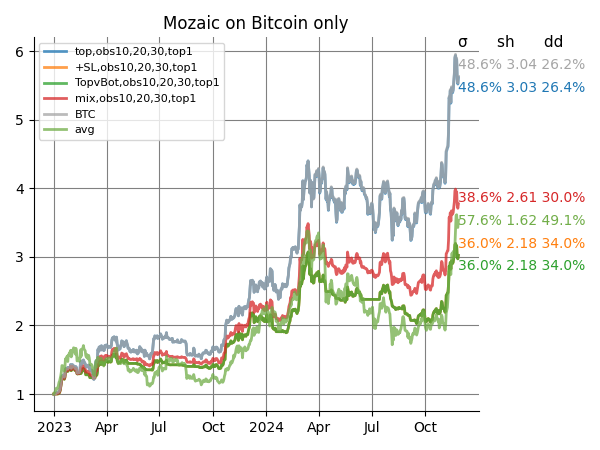 Mozaic on Bitcoin only
σ sh dd
top,obs10,20,30,top1
+SL,obs10,20,30,top1
TopvBot,obs10,20,30,top1
mix,obs10,20,30,top1
BTC
avg
48.6% 3.04 26.2%
48.6% 3.03 26.4%
38.6% 2.61 30.0%
57.6% 1.62 49.1%
36.0% 2.18 34.0%
36.0% 2.18 34.0%
6
5
4
3
2
1
2023 Apr Jul Oct 2024 Apr Jul Oct